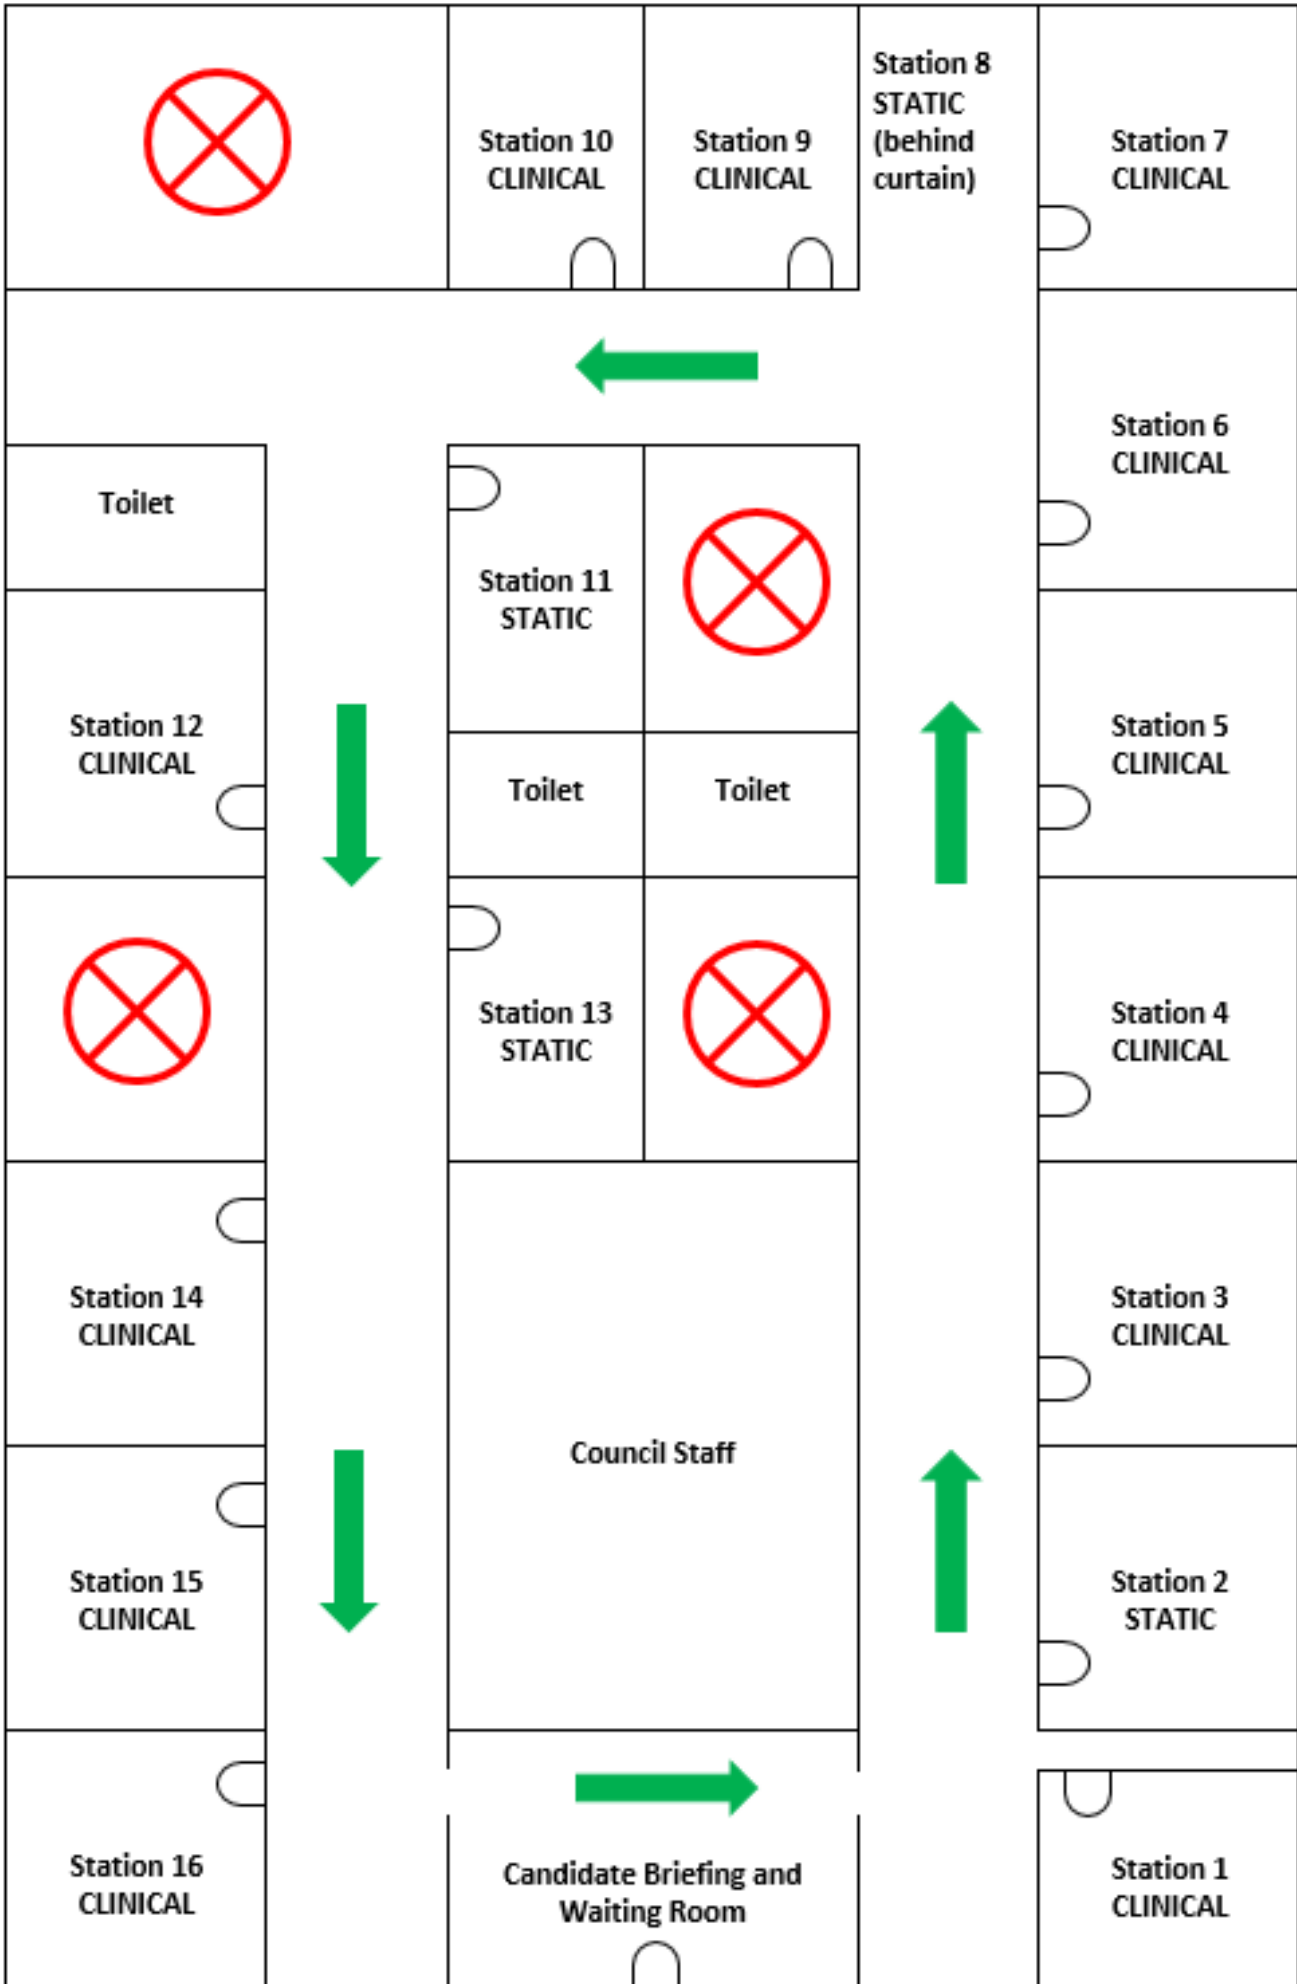 Station 10
CLINICAL
Station 9
CLINICAL
Station 8
STATIC
(behind
curtain)
Station 7
CLINICAL
Station 6
CLINICAL
Toilet
Station 11
STATIC
Station 12
CLINICAL
Station 5
CLINICAL
Toilet
Toilet
Station 13
STATIC
Station 4
CLINICAL
Station 14
CLINICAL
Station 3
CLINICAL
Council Staff
Station 15
CLINICAL
Station 2
STATIC
Station 16
CLINICAL
Candidate Briefing and
Waiting Room
Station 1
CLINICAL